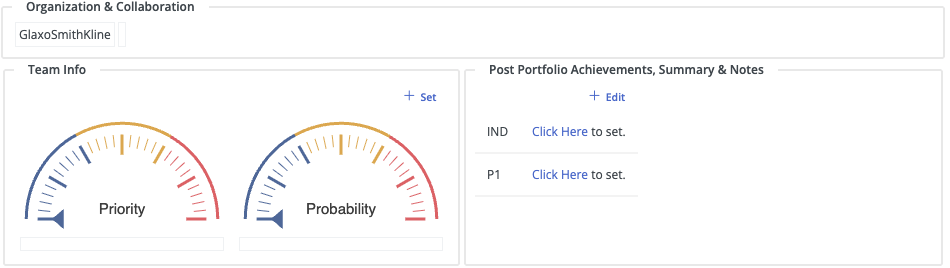 Organization & Collaboration
GlaxoSmithKline
Team Info
+ Set
Priority
Probability
Post Portfolio Achievements, Summary & Notes
+ Edit
IND Click Here to set.
P1 Click Here to set.